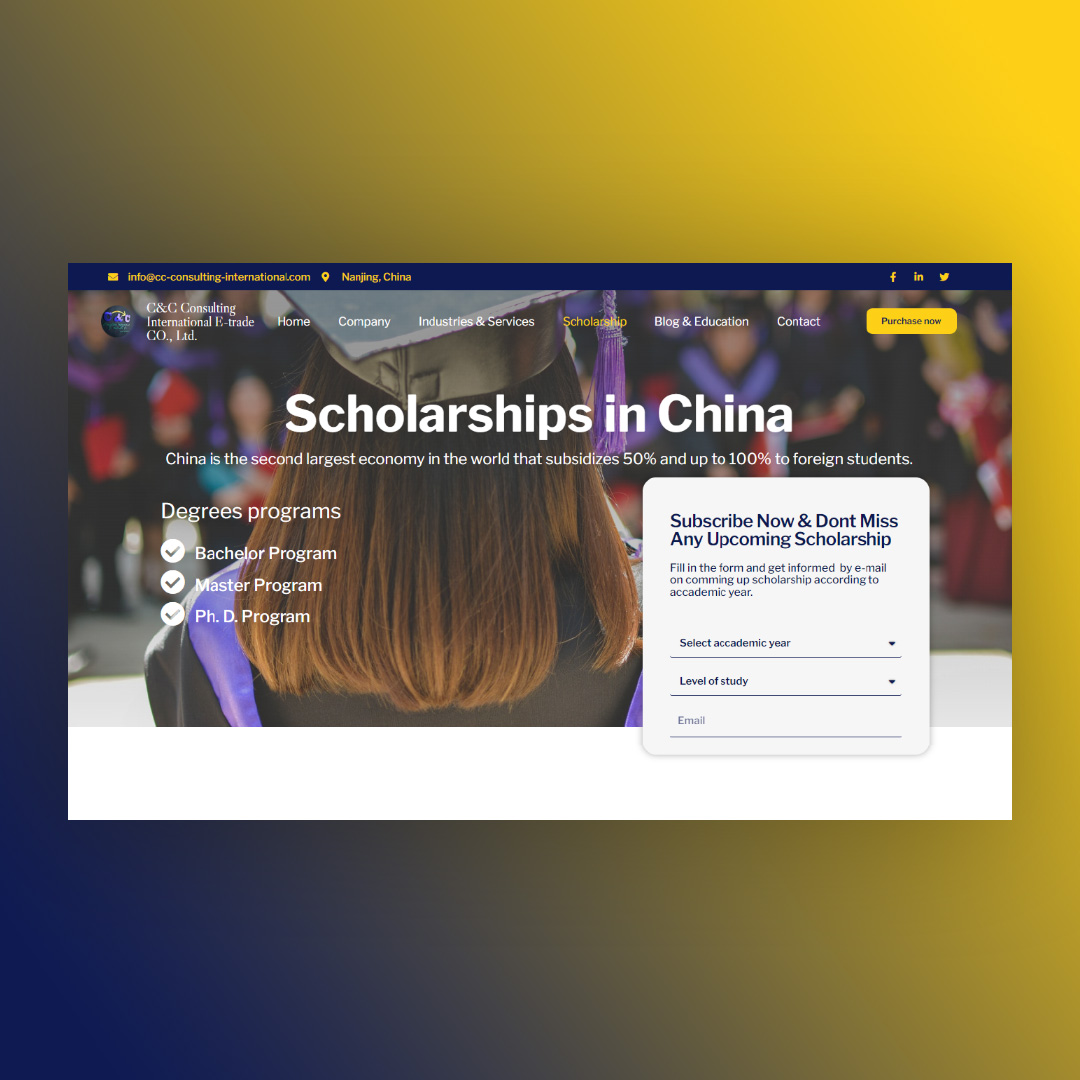 info@cc-consulting-international.com Nanjing, China
C&C Consulting
International E-trade
CO., Ltd.
Home Company Industries & Services Scholarship Blog & Education Contact Purchase now
Scholarships in China
China is the second largest economy in the world that subsidizes 50% and up to 100% to foreign students.
Degrees programs
Bachelor Program
Master Program
Ph. D. Program
Subscribe Now & Dont Miss
Any Upcoming Scholarship
Fill in the form and get informed by e-mail
on comming up scholarship according to
accademic year.
Select accademic year
Level of study
Email